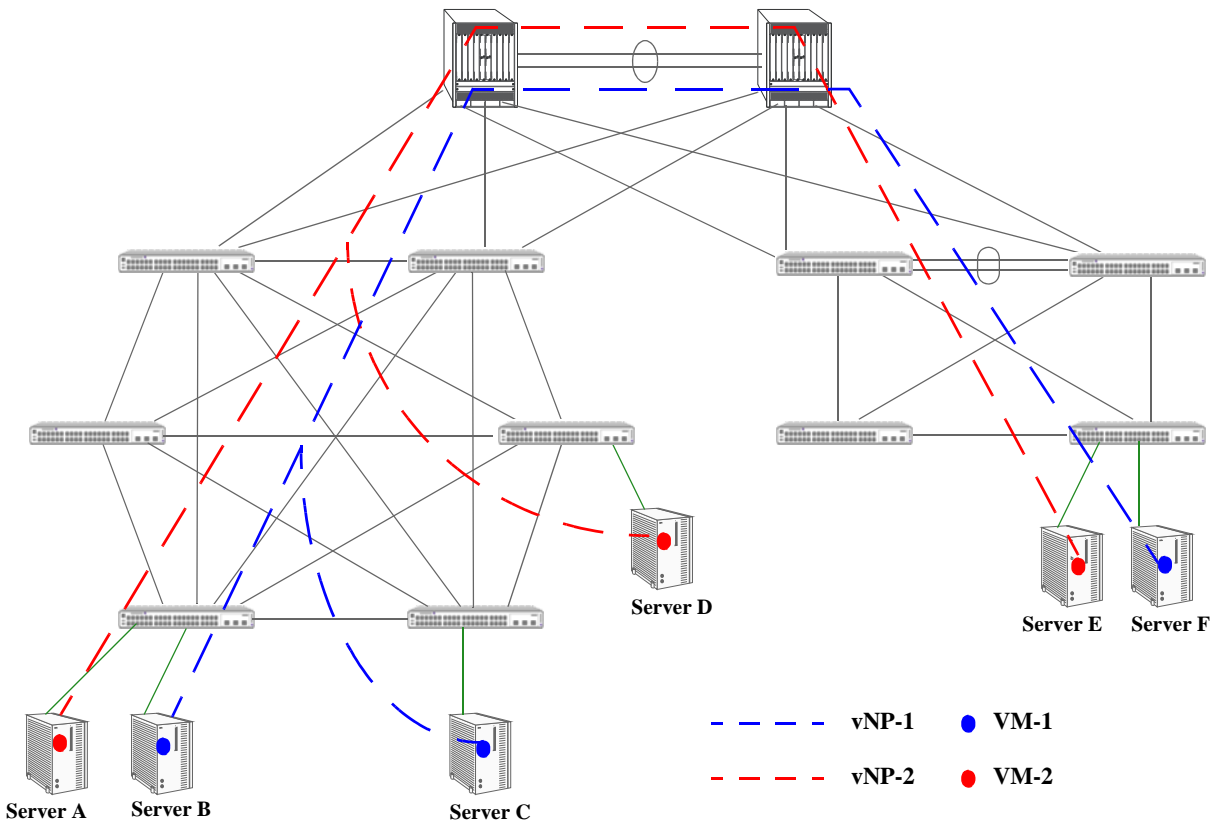 Server D
Server E
Server F
vNP-1
VM-1
vNP-2
VM-2
Server A
Server B
Server C